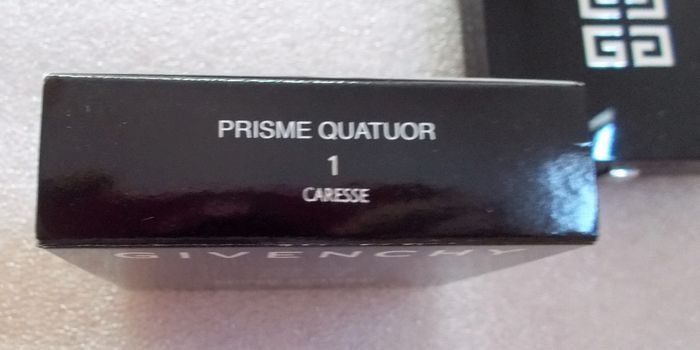 PRISME QUATUOR
1
CARESSE
GIVENCHY